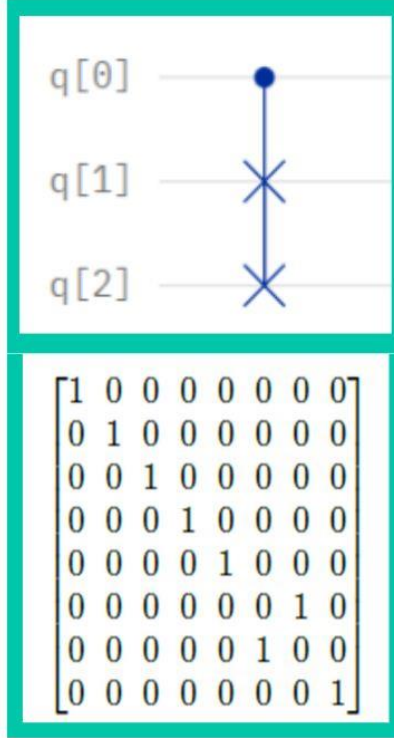 q[0]
q[1]
q[2]
1 0 0 0 0 0 0 0
0 1 0 0 0 0 0 0
0 0 1 0 0 0 0 0
0 0 0 1 0 0 0 0
0 0 0 0 1 0 0 0
0 0 0 0 0 0 1 0
0 0 0 0 0 1 0 0
0 0 0 0 0 0 0 1